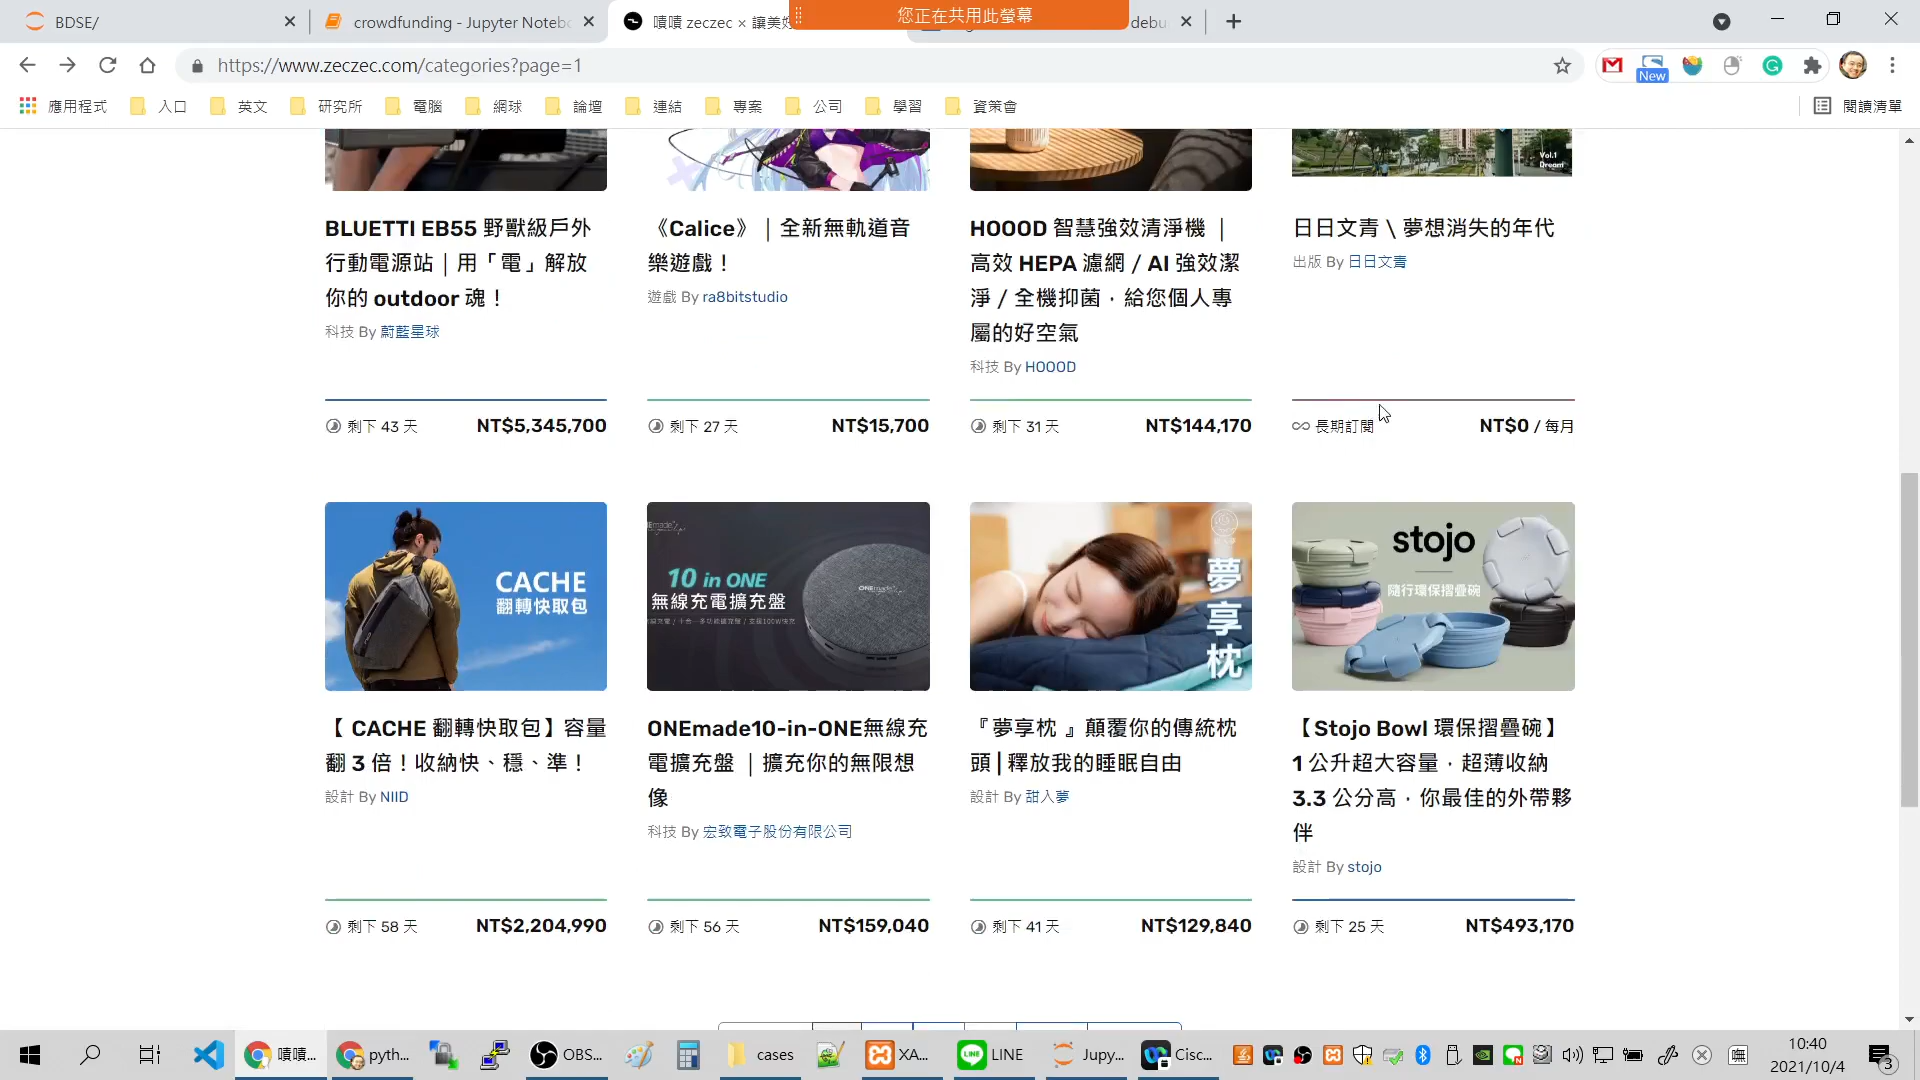 BDSE/
crowdfunding - Jupyter Noteb
嘖嘖 zeczec × 讓美好
您正在共用此螢幕
debu
https://www.zeczec.com/categories?page=1
New
應用程式
入口
英文
研究所
電腦
網球
論壇
連結
專案
公司
學習
資策會
閱讀清單
Vol.1
Dream
BLUETTI EB55 野獸級戶外
行動電源站｜用「電」解放
你的 outdoor 魂！
科技 By 蔚藍星球
剩下 43 天 NT$5,345,700
《Calice》｜全新無軌道音
樂遊戲！
遊戲 By ra8bitstudio
剩下 27 天 NT$15,700
HOOOD 智慧強效清淨機 ｜
高效 HEPA 濾網 / AI 強效潔
淨 / 全機抑菌，給您個人專
屬的好空氣
科技 By HOOOD
剩下 31 天 NT$144,170
日日文青 \ 夢想消失的年代
出版 By 日日文青
長期訂閱 NT$0 / 每月
CACHE
翻轉快取包
【 CACHE 翻轉快取包】容量
翻 3 倍！收納快、穩、準！
設計 By NIID
剩下 58 天 NT$2,204,990
10 in ONE
無線充電擴充盤
ONEmade10-in-ONE無線充
電擴充盤 ｜擴充你的無限想
像
科技 By 宏致電子股份有限公司
剩下 56 天 NT$159,040
夢享枕
『夢享枕 』顛覆你的傳統枕
頭 | 釋放我的睡眠自由
設計 By 甜入夢
剩下 41 天 NT$129,840
stojo
隨行環保摺疊碗
【Stojo Bowl 環保摺疊碗】
1 公升超大容量，超薄收納
3.3 公分高，你最佳的外帶夥
伴
設計 By stojo
剩下 25 天 NT$493,170
嘖嘖...
pyth...
OBS...
cases
XA...
LINE
Jupy...
Cisc...
10:40
2021/10/4
3